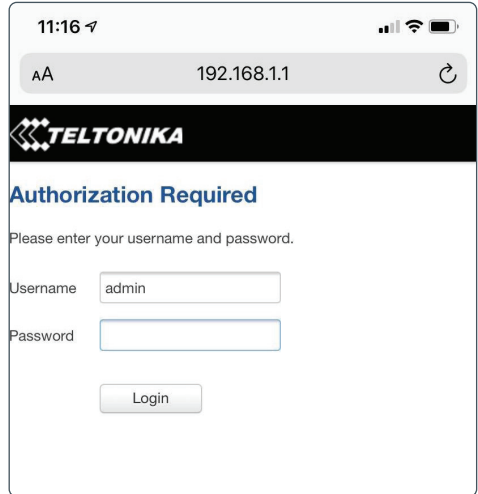 11:16
AA 192.168.1.1
TELTONIKA
Authorization Required
Please enter your username and password.
Username admin
Password
Login